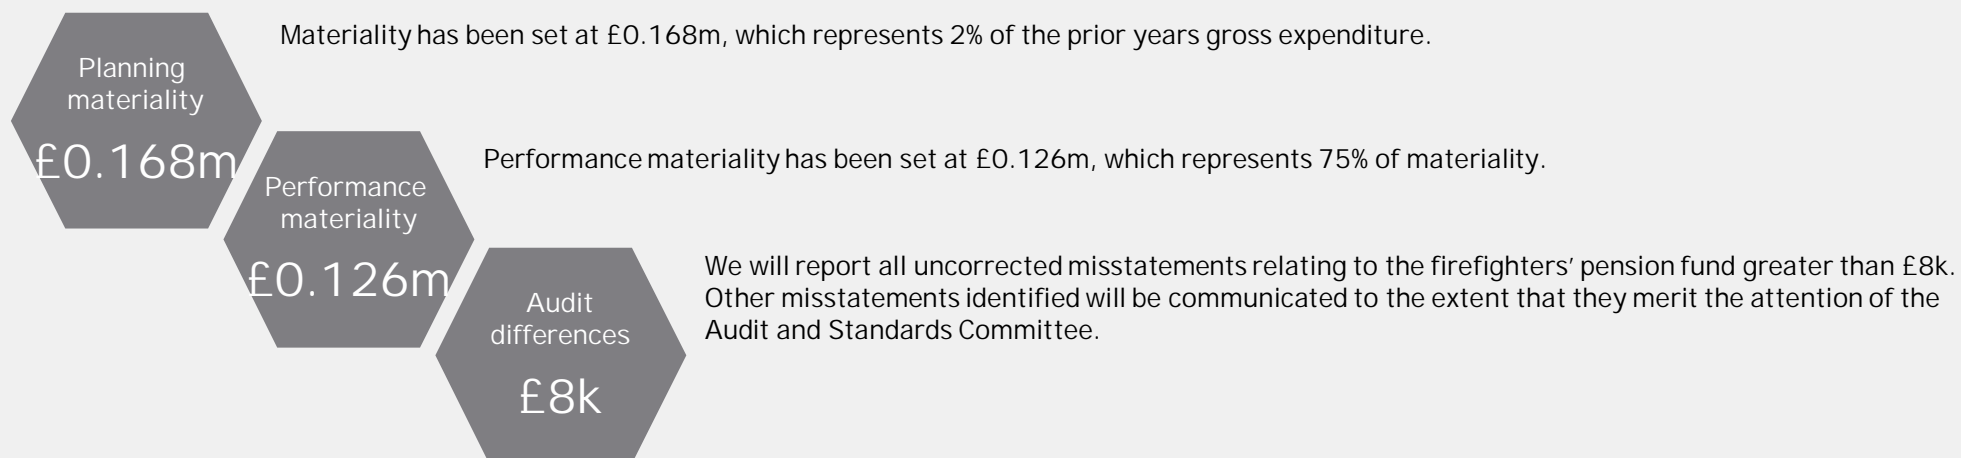 Materiality has been set at £0.168m, which represents 2% of the prior years gross expenditure.
Planning
materiality
£0.168m
Performance materiality has been set at £0.126m, which represents 75% of materiality.
Performance
materiality
£0.126m
We will report all uncorrected misstatements relating to the firefighters’ pension fund greater than £8k.
Other misstatements identified will be communicated to the extent that they merit the attention of the
Audit and Standards Committee.
Audit
differences
£8k